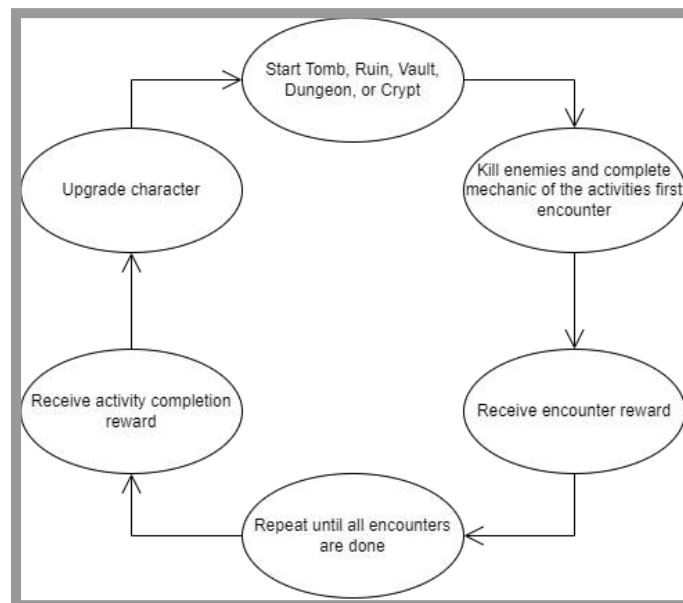 Start Tomb, Ruin, Vault,
Dungeon, or Crypt
Kill enemies and complete
mechanic of the activities first
encounter
Receive encounter reward
Repeat until all encounters
are done
Receive activity completion
reward
Upgrade character